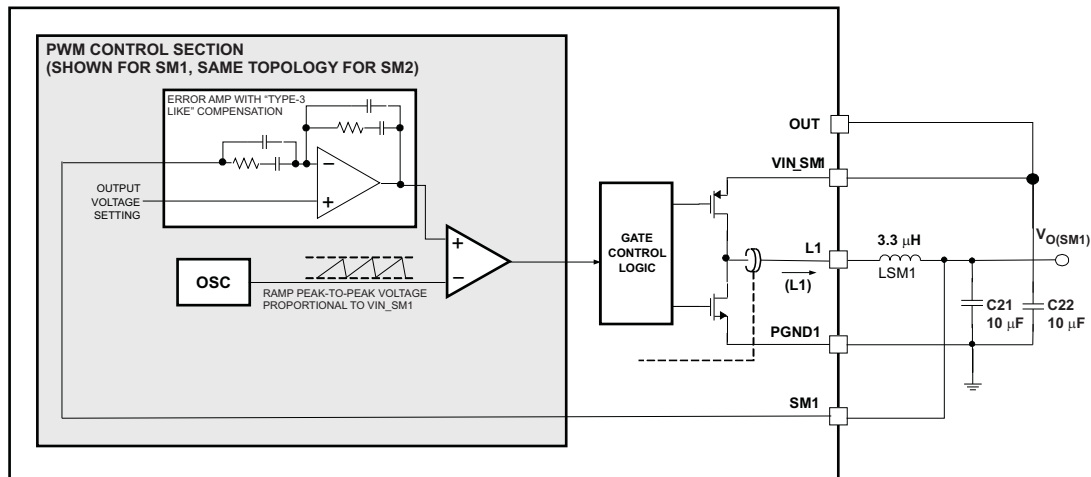 PWM CONTROL SECTION
(SHOWN FOR SM1, SAME TOPOLOGY FOR SM2)
ERROR AMP WITH “TYPE-3
LIKE” COMPENSATION
OUTPUT
VOLTAGE
SETTING
−
+
+
−
OSC
RAMP PEAK-TO-PEAK VOLTAGE
PROPORTIONAL TO VIN_SM1
GATE
CONTROL
LOGIC
OUT
VIN_SM1
L1
(L1)
PGND1
SM1
3.3 μH
LSM1
VO(SM1)
C21
10 μF
C22
10 μF